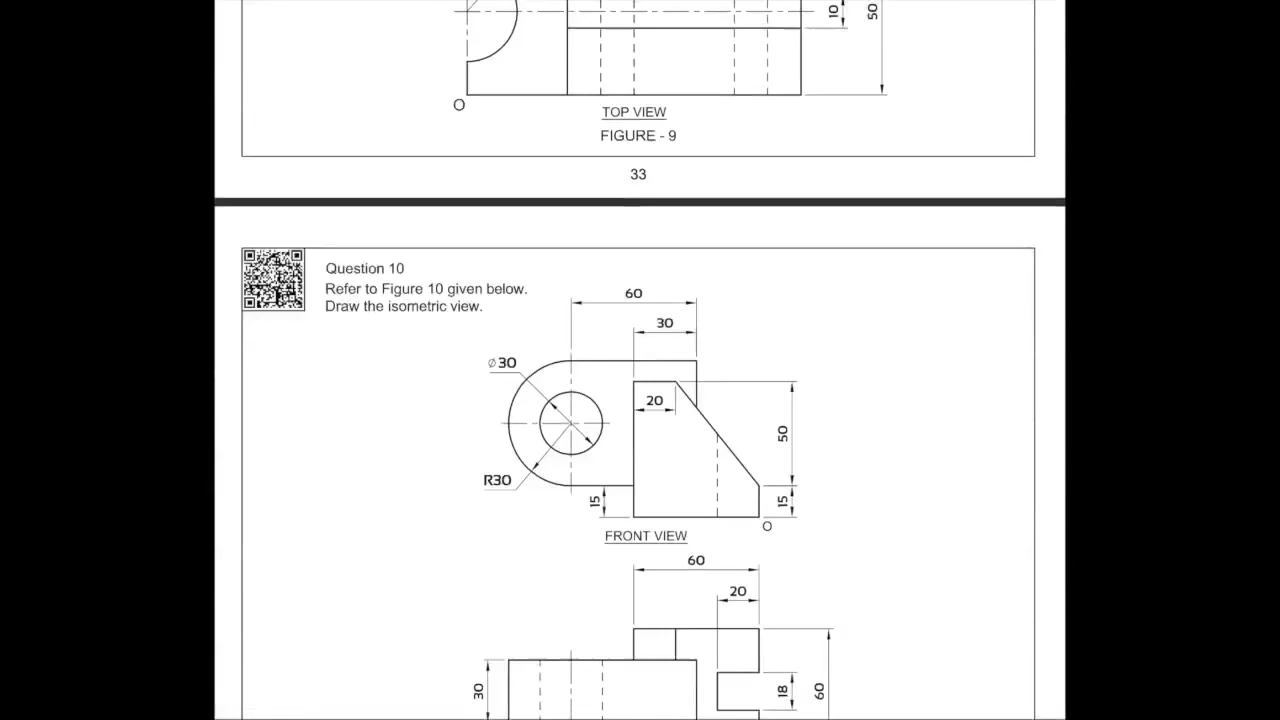 10
50
O
TOP VIEW
FIGURE - 9
33
Question 10
Refer to Figure 10 given below.
Draw the isometric view.
60
30
⌀30
20
50
R30
15
15
O
FRONT VIEW
60
20
30
18
60